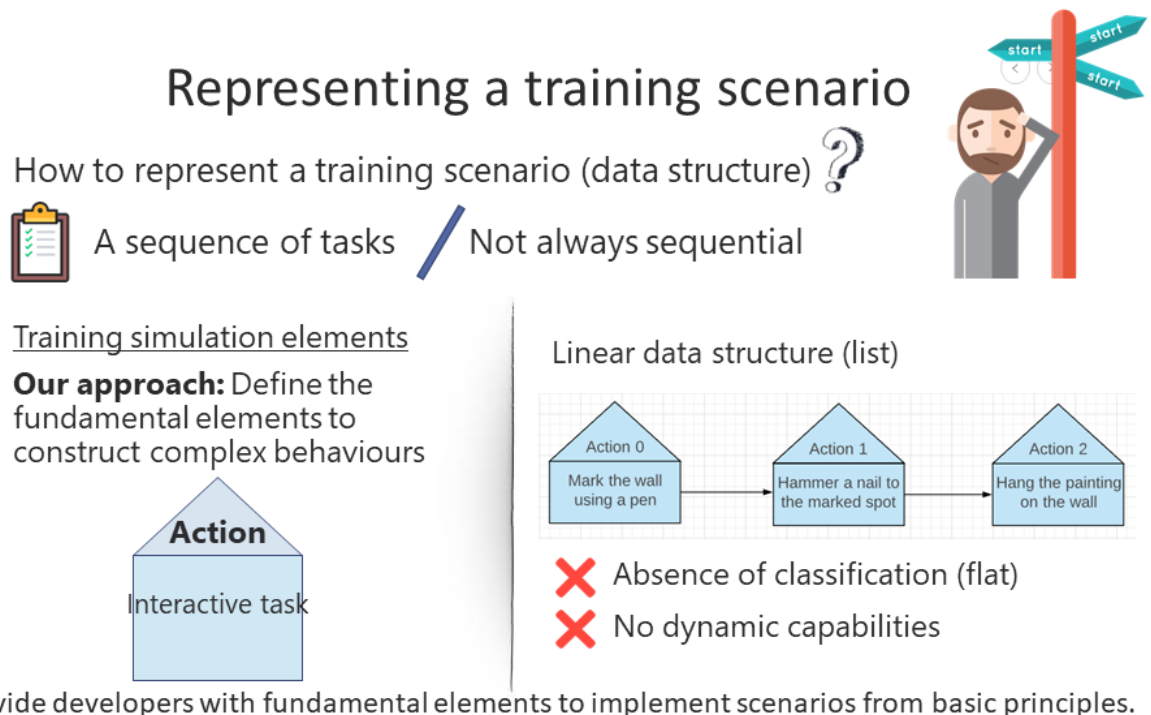 start
start
start
Representing a training scenario
How to represent a training scenario (data structure)?
A sequence of tasks / Not always sequential
Training simulation elements
Our approach: Define the
fundamental elements to
construct complex behaviours
Action
Interactive task
Linear data structure (list)
Action 0
Mark the wall
using a pen
Action 1
Hammer a nail to
the marked spot
Action 2
Hang the painting
on the wall
Absence of classification (flat)
No dynamic capabilities
vide developers with fundamental elements to implement scenarios from basic principles.